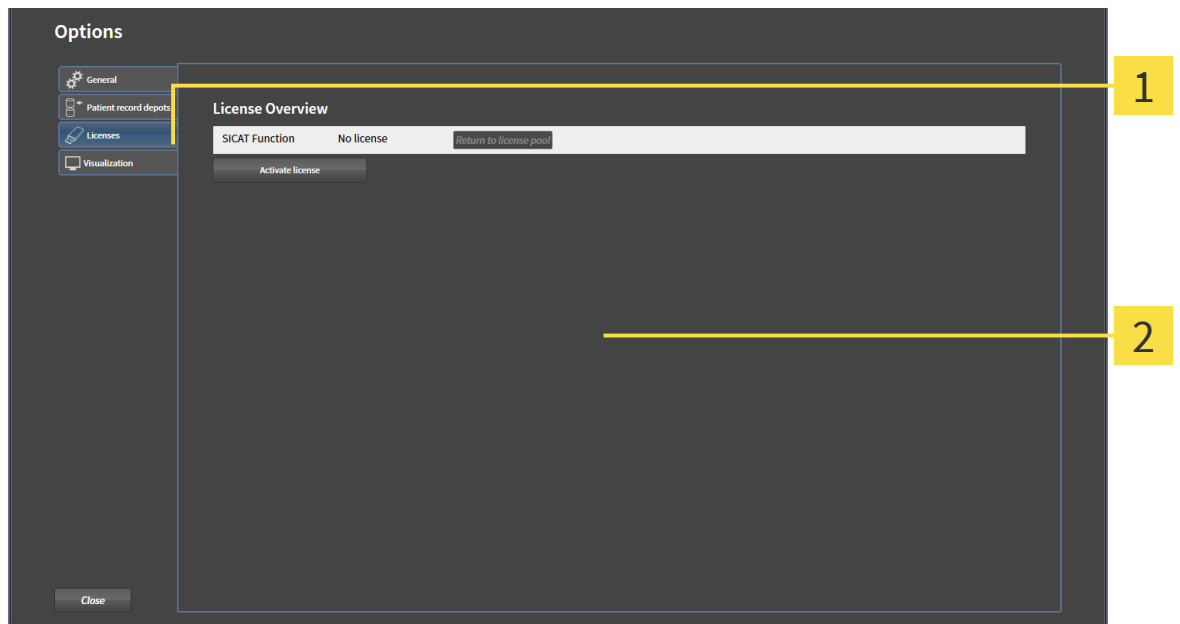 Options
General
1
Patient record depots
License Overview
Licenses
SICAT Function No license Return to license pool
Visualization
Activate license
2
Close